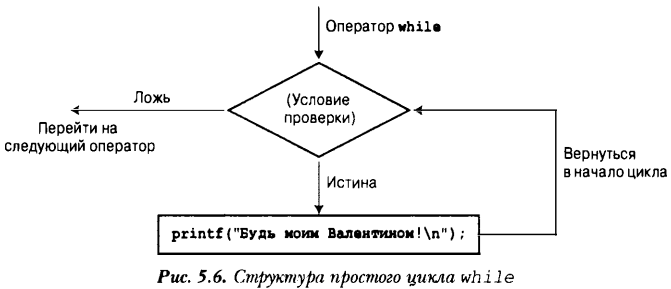 Оператор while
Ложь
(Условие
проверки)
Перейти на
следующий оператор
Вернуться
в начало цикла
Истина
printf("Будь моим Валентином!\n");
Рис. 5.6. Структура простого цикла while